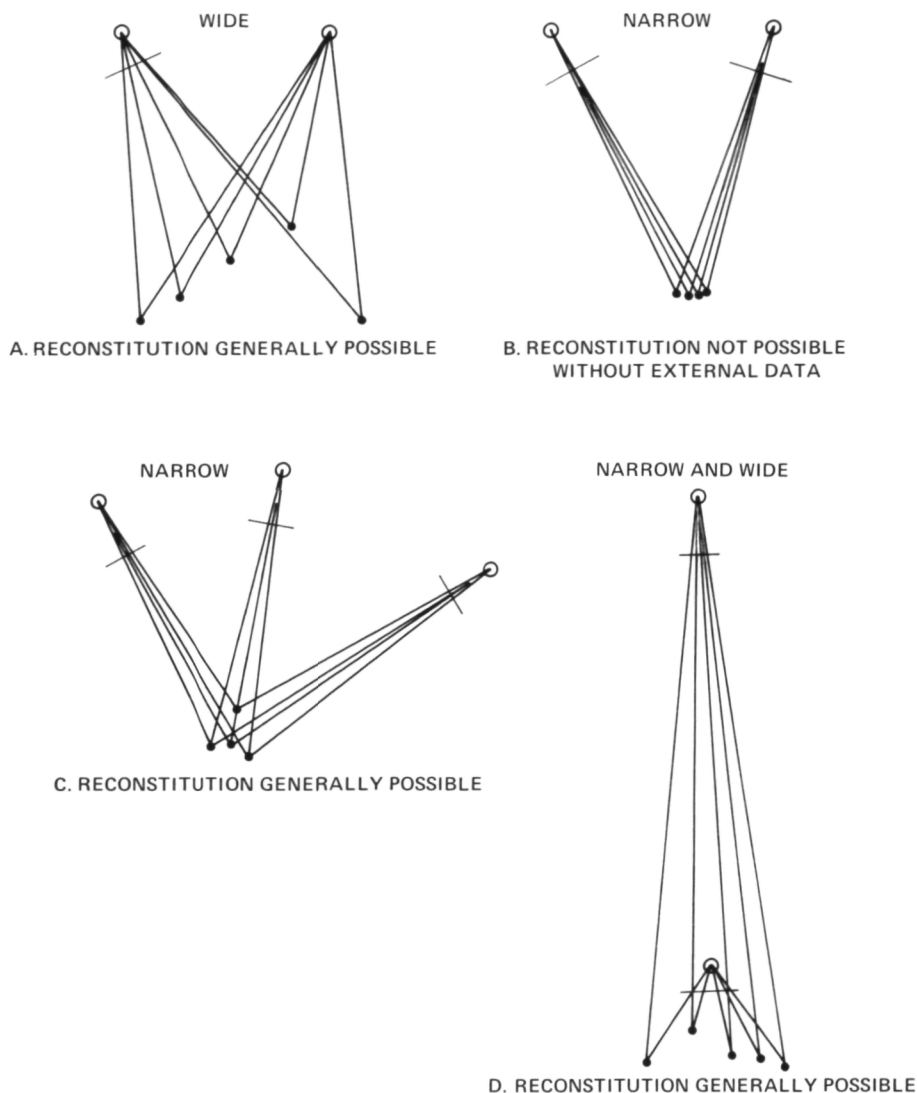 WIDE
NARROW
A. RECONSTITUTION GENERALLY POSSIBLE
B. RECONSTITUTION NOT POSSIBLE
WITHOUT EXTERNAL DATA
NARROW
NARROW AND WIDE
C. RECONSTITUTION GENERALLY POSSIBLE
D. RECONSTITUTION GENERALLY POSSIBLE